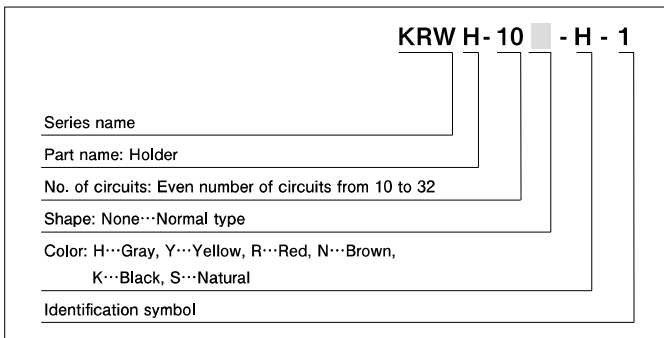 KRW H - 10 - H - 1
Series name
Part name: Holder
No. of circuits: Even number of circuits from 10 to 32
Shape: None···Normal type
Color: H···Gray, Y···Yellow, R···Red, N···Brown,
K···Black, S···Natural
Identification symbol